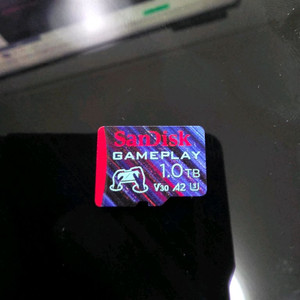 SanDisk
GAMEPLAY
1.0TB
V30 A2 U3